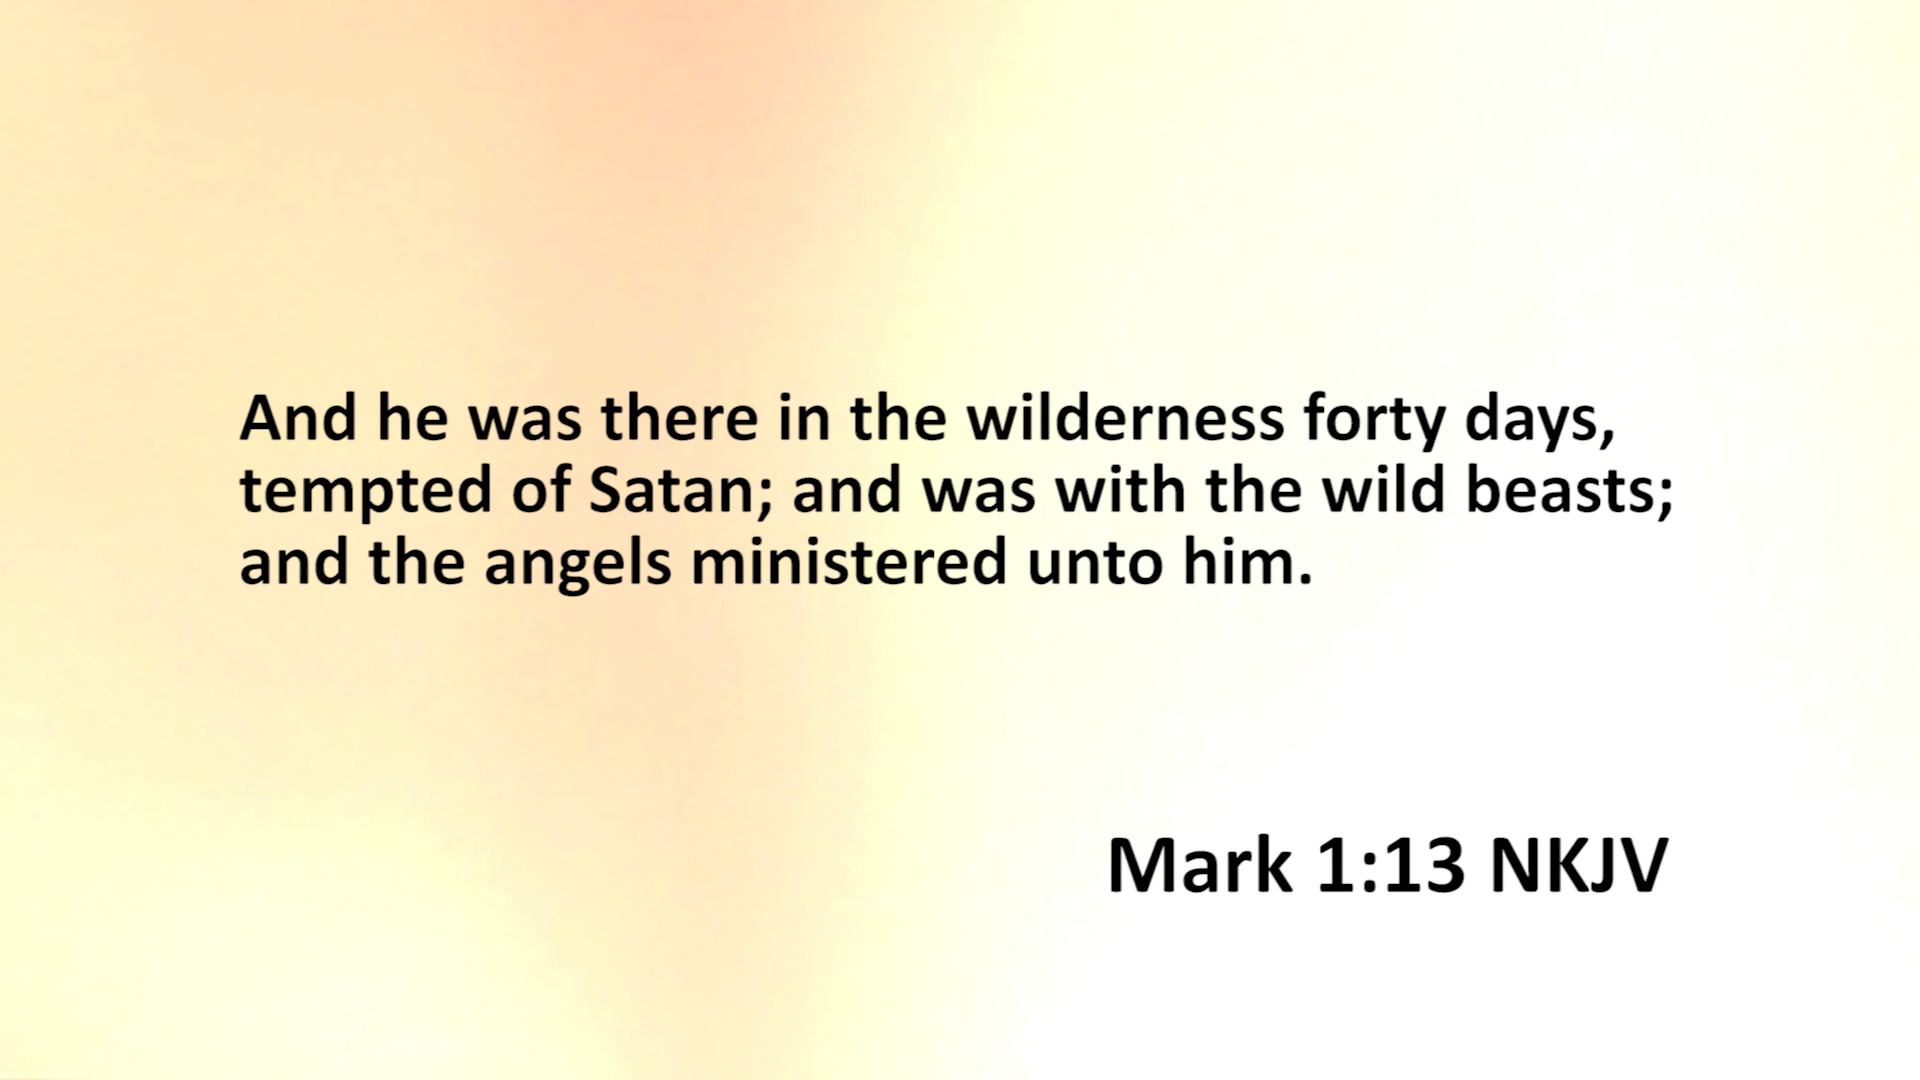 And he was there in the wilderness forty days,
tempted of Satan; and was with the wild beasts;
and the angels ministered unto him.
Mark 1:13 NKJV